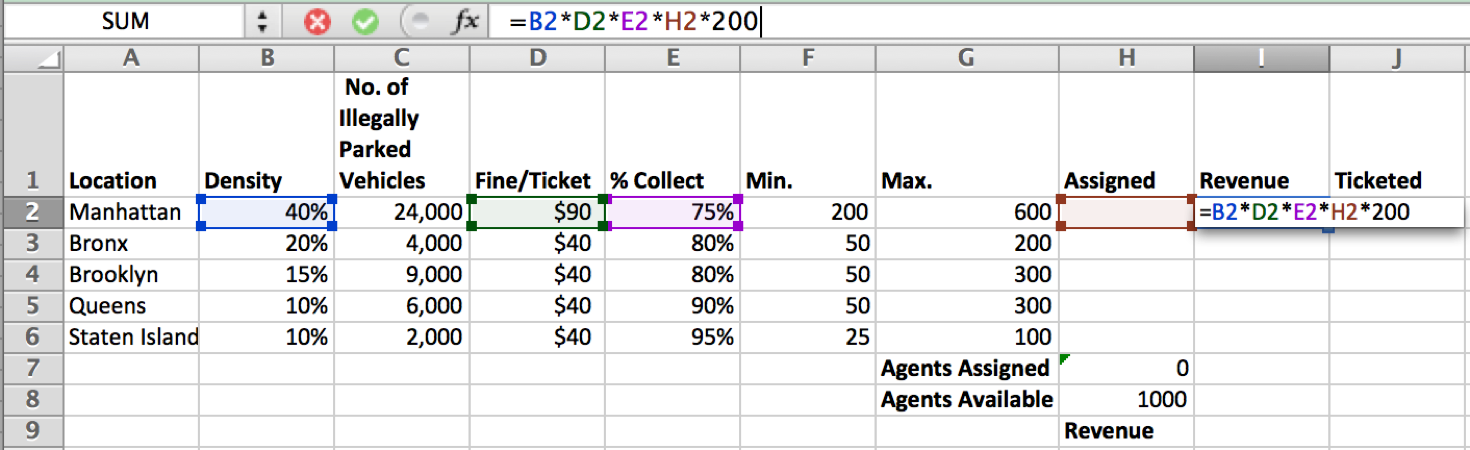 SUM fx =B2*D2*E2*H2*200
A B C D E F G H I J
No. of
Illegally
Parked
1 Location Density Vehicles Fine/Ticket % Collect Min. Max. Assigned Revenue Ticketed
2 Manhattan 40% 24,000 $90 75% 200 600 =B2*D2*E2*H2*200
3 Bronx 20% 4,000 $40 80% 50 200
4 Brooklyn 15% 9,000 $40 80% 50 300
5 Queens 10% 6,000 $40 90% 50 300
6 Staten Island 10% 2,000 $40 95% 25 100
7 Agents Assigned 0
8 Agents Available 1000
9 Revenue